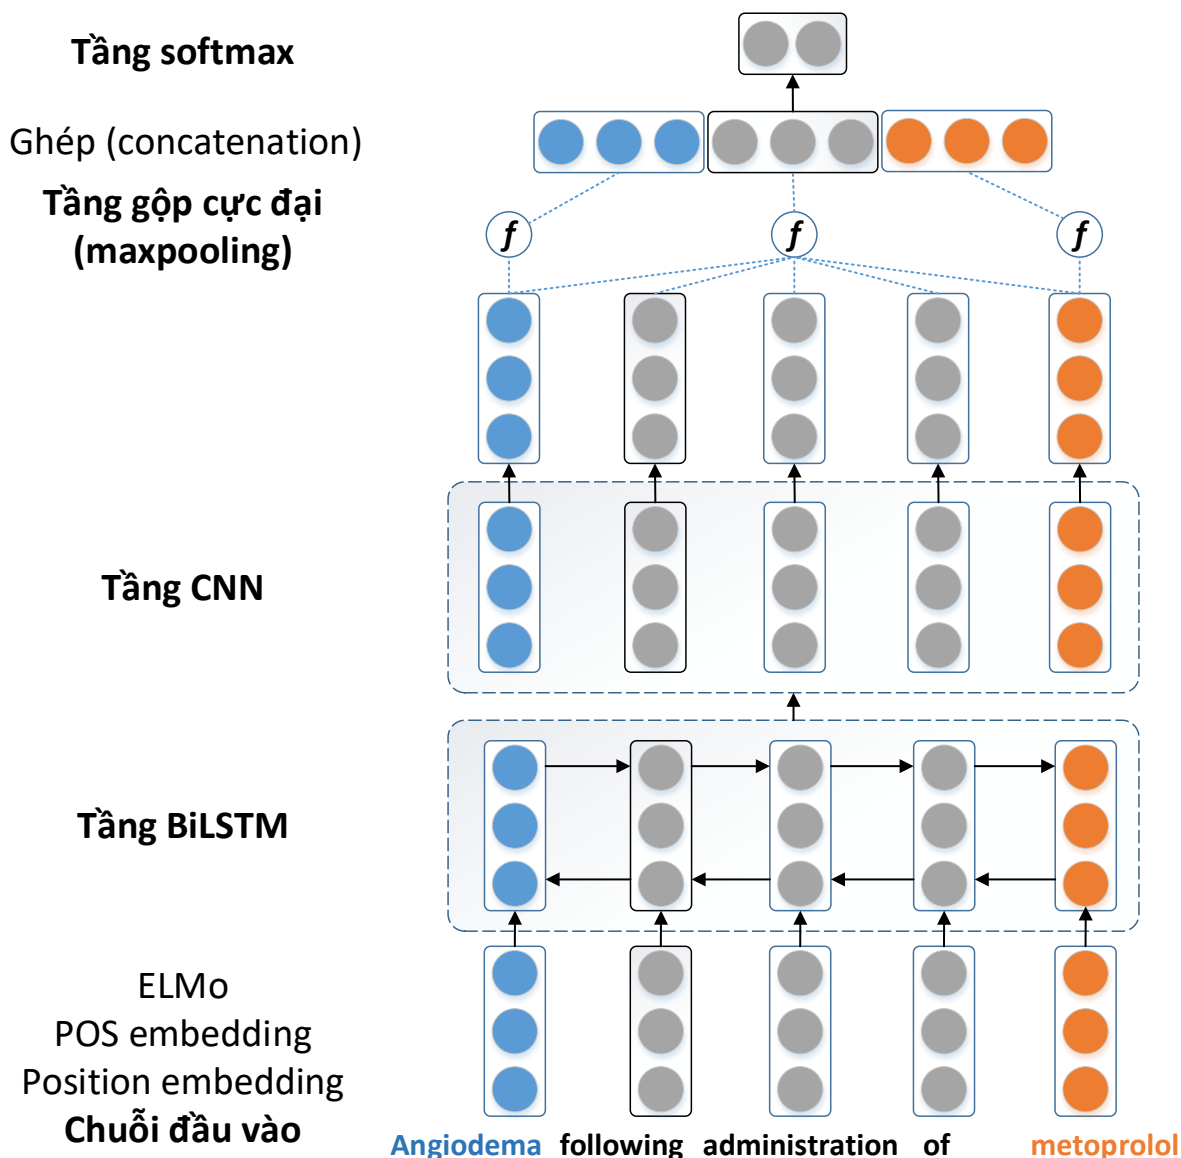 Tầng softmax
Ghép (concatenation)
Tầng gộp cực đại
(maxpooling)
f f f
Tầng CNN
Tầng BiLSTM
ELMo
POS embedding
Position embedding
Chuỗi đầu vào
Angiodema following administration of metoprolol